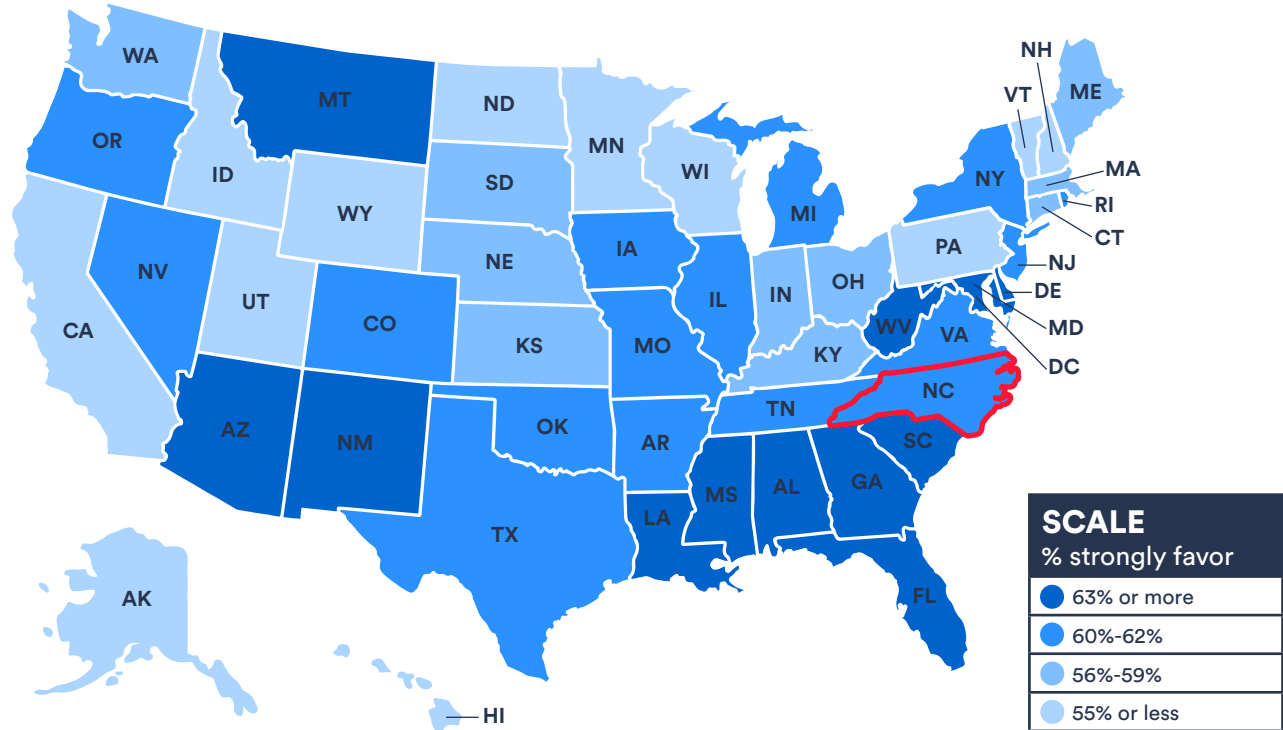 NH
WA
VT
ME
MT
ND
OR
MN
MA
ID
WI
SD
NY
RI
WY
MI
CT
PA
IA
NE
NJ
NV
OH
DE
IN
UT
IL
CO
WV
MD
CA
VA
KS
MO
KY
DC
NC
TN
OK
AZ
NM
AR
SC
GA
MS
AL
LA
TX
SCALE
% strongly favor
63% or more
AK
FL
60%-62%
56%-59%
55% or less
HI